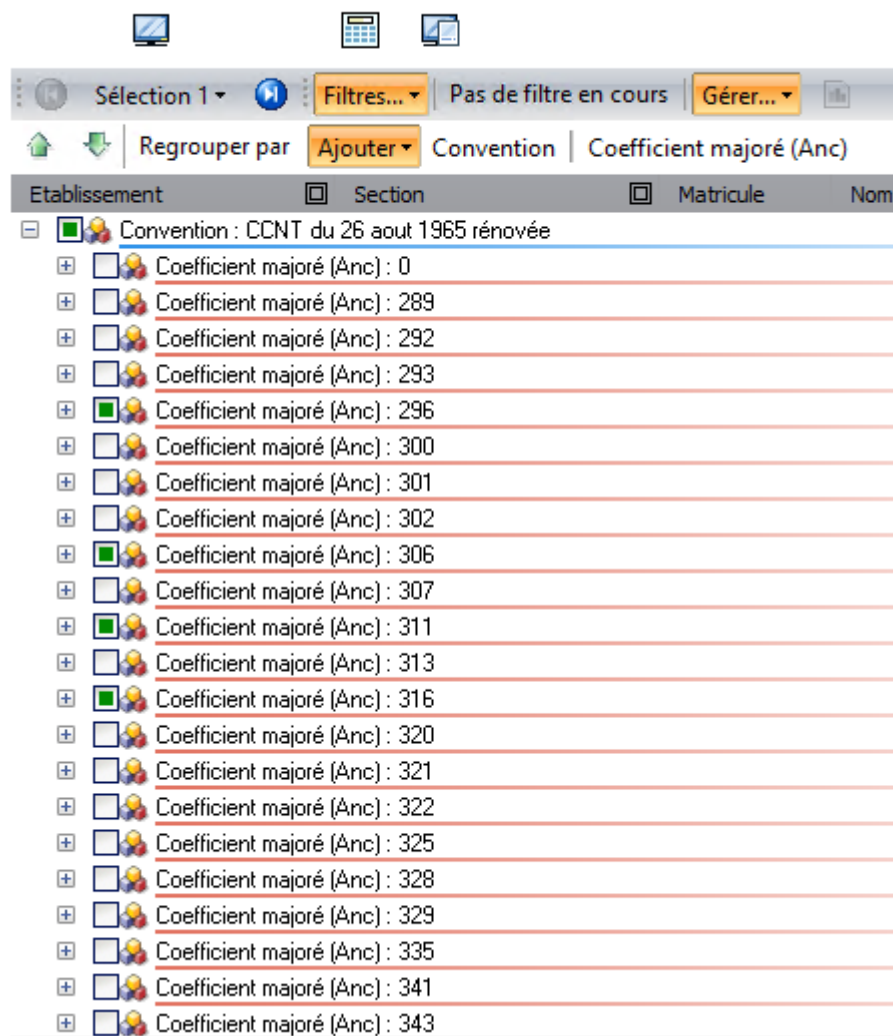 Sélection 1 Filtres... Pas de filtre en cours Gérer...
Regrouper par Ajouter Convention Coefficient majoré (Anc)
Etablissement Section Matricule Nom
Convention : CCNT du 26 aout 1965 rénovée
Coefficient majoré (Anc) : 0
Coefficient majoré (Anc) : 289
Coefficient majoré (Anc) : 292
Coefficient majoré (Anc) : 293
Coefficient majoré (Anc) : 296
Coefficient majoré (Anc) : 300
Coefficient majoré (Anc) : 301
Coefficient majoré (Anc) : 302
Coefficient majoré (Anc) : 306
Coefficient majoré (Anc) : 307
Coefficient majoré (Anc) : 311
Coefficient majoré (Anc) : 313
Coefficient majoré (Anc) : 316
Coefficient majoré (Anc) : 320
Coefficient majoré (Anc) : 321
Coefficient majoré (Anc) : 322
Coefficient majoré (Anc) : 325
Coefficient majoré (Anc) : 328
Coefficient majoré (Anc) : 329
Coefficient majoré (Anc) : 335
Coefficient majoré (Anc) : 341
Coefficient majoré (Anc) : 343